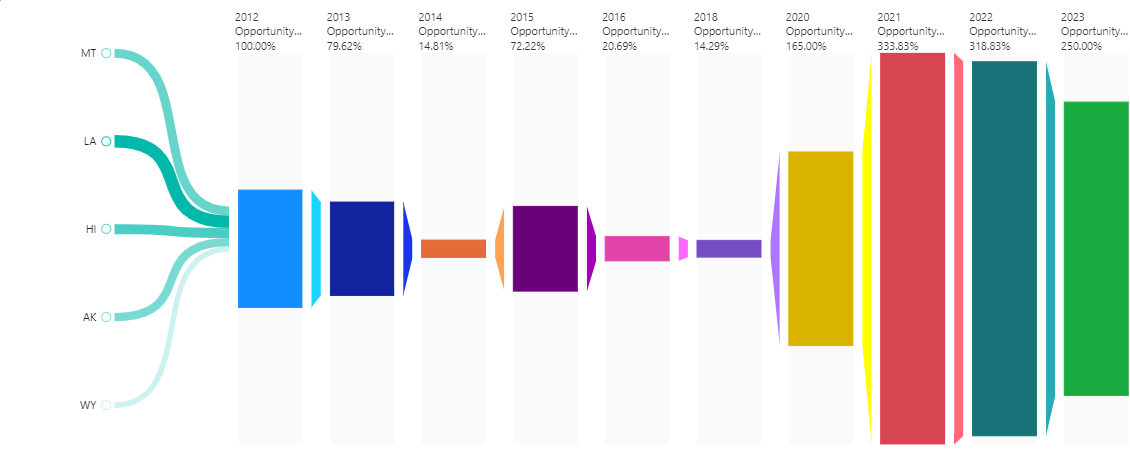 2012
Opportunity...
100.00%
2013
Opportunity...
79.62%
2014
Opportunity...
14.81%
2015
Opportunity...
72.22%
2016
Opportunity...
20.69%
2018
Opportunity...
14.29%
2020
Opportunity...
165.00%
2021
Opportunity...
333.83%
2022
Opportunity...
318.83%
2023
Opportunity...
250.00%
MT
LA
HI
AK
WY